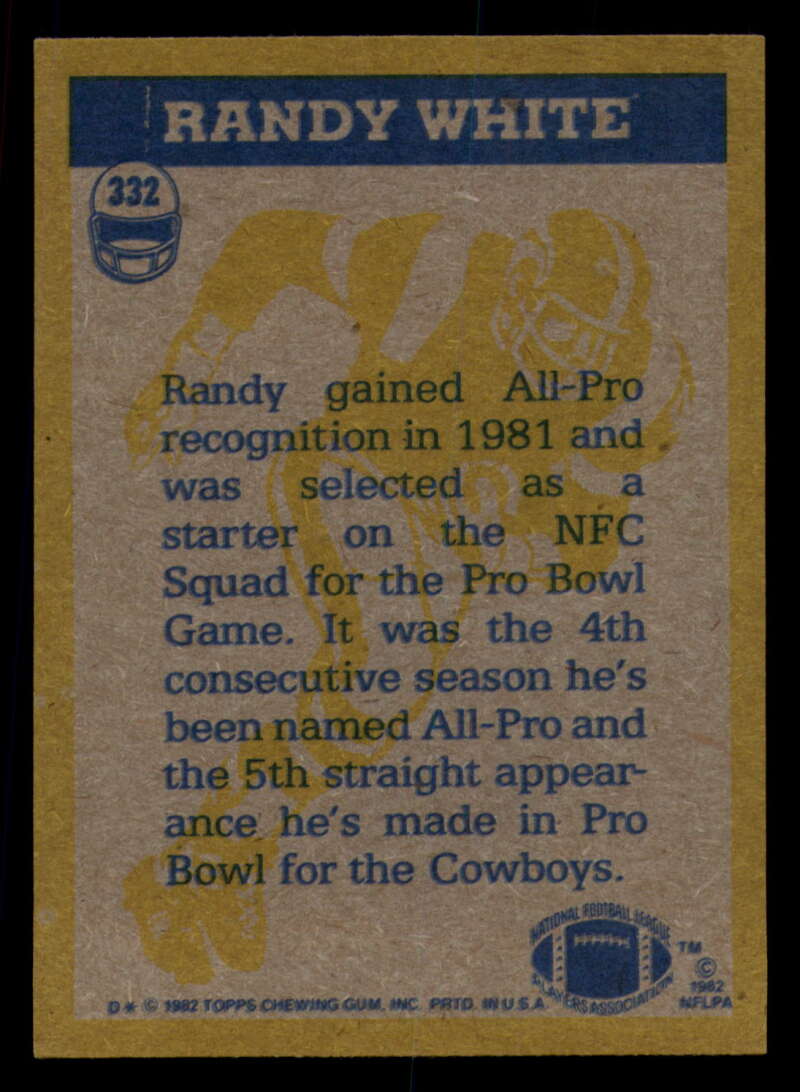 RANDY WHITE
332
Randy gained All-Pro
recognition in 1981 and
was selected as a
starter on the NFC
Squad for the Pro Bowl
Game. It was the 4th
consecutive season he's
been named All-Pro and
the 5th straight appear-
ance he's made in Pro
Bowl for the Cowboys.
NATIONAL FOOTBALL LEAGUE
PLAYERS ASSOCIATION
TM
©
1982
NFLPA
D* © 1982 TOPPS CHEWING GUM, INC. PRTD. IN U.S.A.